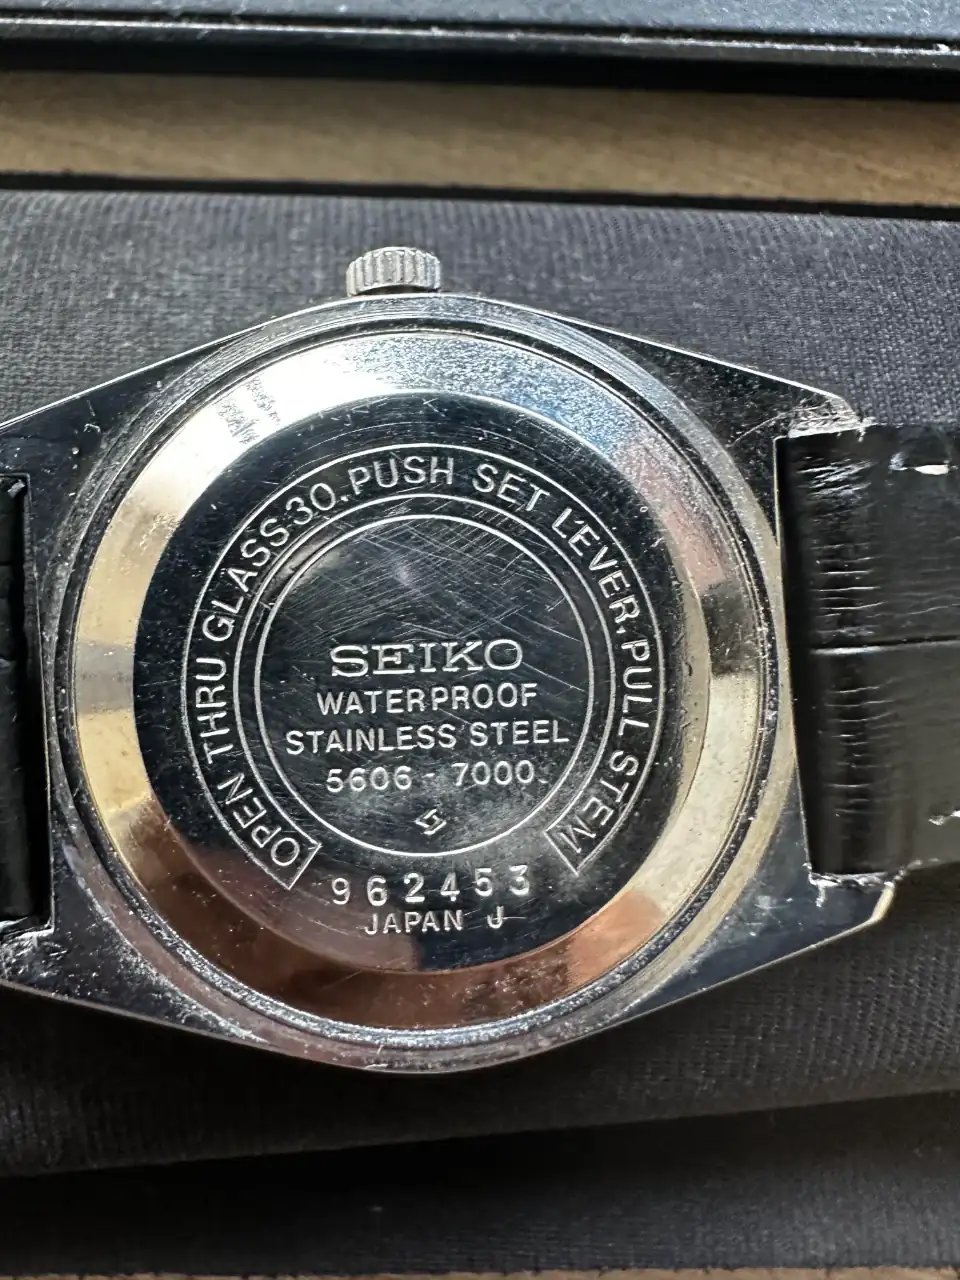 OPEN THRU GLASS 30. PUSH SET LEVER, PULL STEM
SEIKO
WATERPROOF
STAINLESS STEEL
5606-7000
962453
JAPAN J